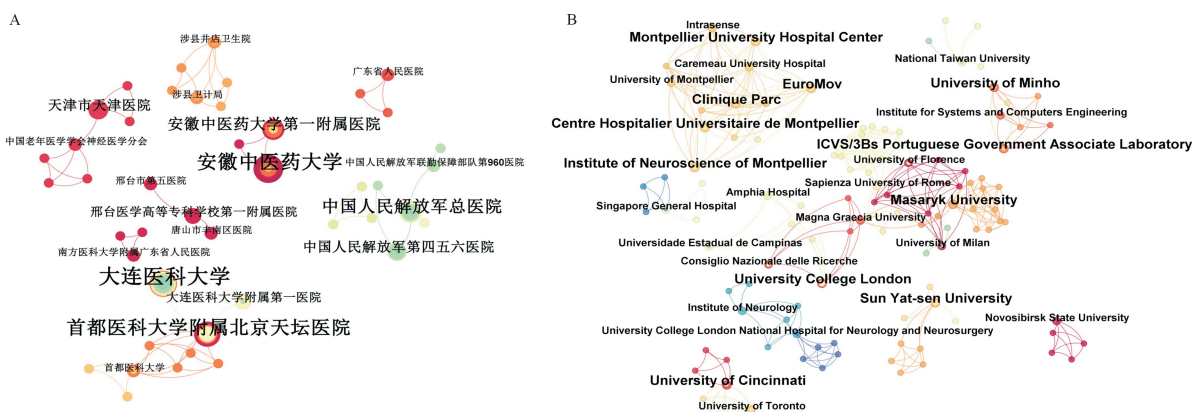 A
涉县井店卫生院
广东省人民医院
涉县卫计局
天津市天津医院
安徽中医药大学第一附属医院
中国老年医学学会神经医学分会
安徽中医药大学
中国人民解放军联勤保障部队第960医院
邢台市第五医院
中国人民解放军总医院
邢台医学高等专科学校第一附属医院
唐山市丰南区医院
中国人民解放军第四五六医院
南方医科大学附属广东省人民医院
大连医科大学
大连医科大学附属第一医院
首都医科大学附属北京天坛医院
首都医科大学
B
Intrasense
Montpellier University Hospital Center
National Taiwan University
Caremeau University Hospital
University of Montpellier
EuroMov
University of Minho
Clinique Parc
Institute for Systems and Computers Engineering
Centre Hospitalier Universitaire de Montpellier
ICVS/3Bs Portuguese Government Associate Laboratory
Institute of Neuroscience of Montpellier
University of Florence
Sapienza University of Rome
Amphia Hospital
Masaryk University
Singapore General Hospital
Magna Graecia University
Universidade Estadual de Campinas
University of Milan
Consiglio Nazionale delle Ricerche
University College London
Sun Yat-sen University
Institute of Neurology
Novosibirsk State University
University College London National Hospital for Neurology and Neurosurgery
University of Cincinnati
University of Toronto